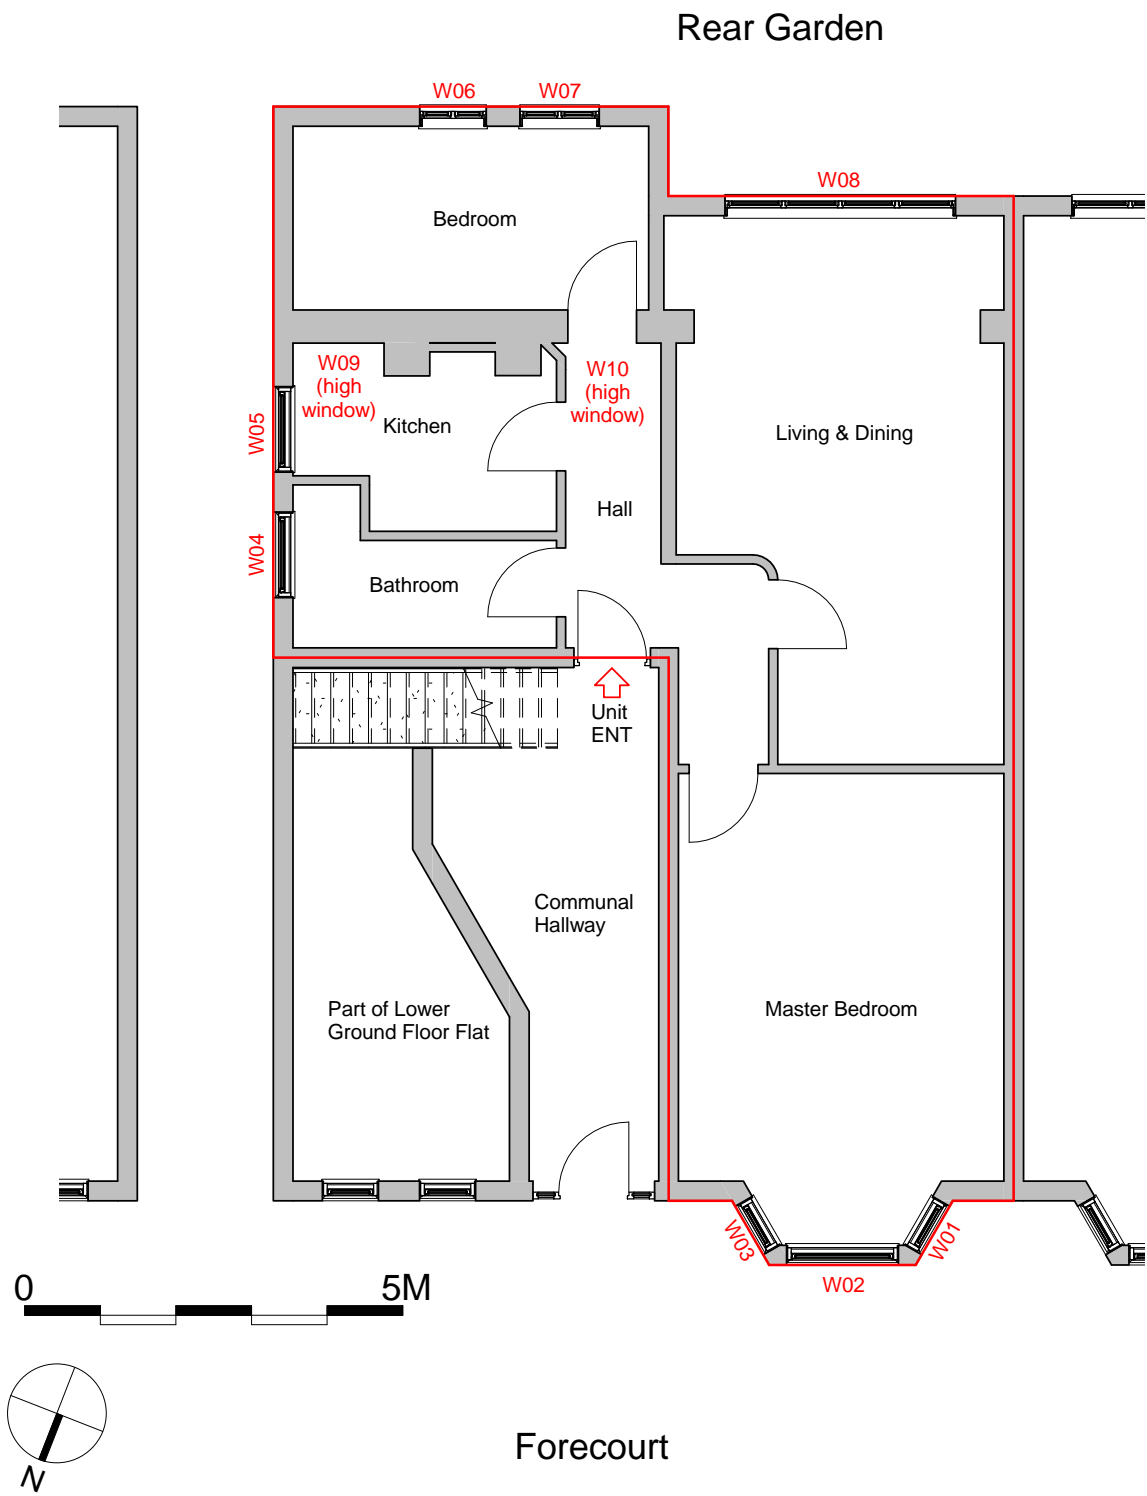 Rear Garden
W06
W07
W08
Bedroom
W09
(high
window)
W10
(high
window)
W05
Kitchen
Living & Dining
Hall
W04
Bathroom
Unit
ENT
Communal
Hallway
Part of Lower
Ground Floor Flat
Master Bedroom
W03
W01
W02
0
5M
N
Forecourt